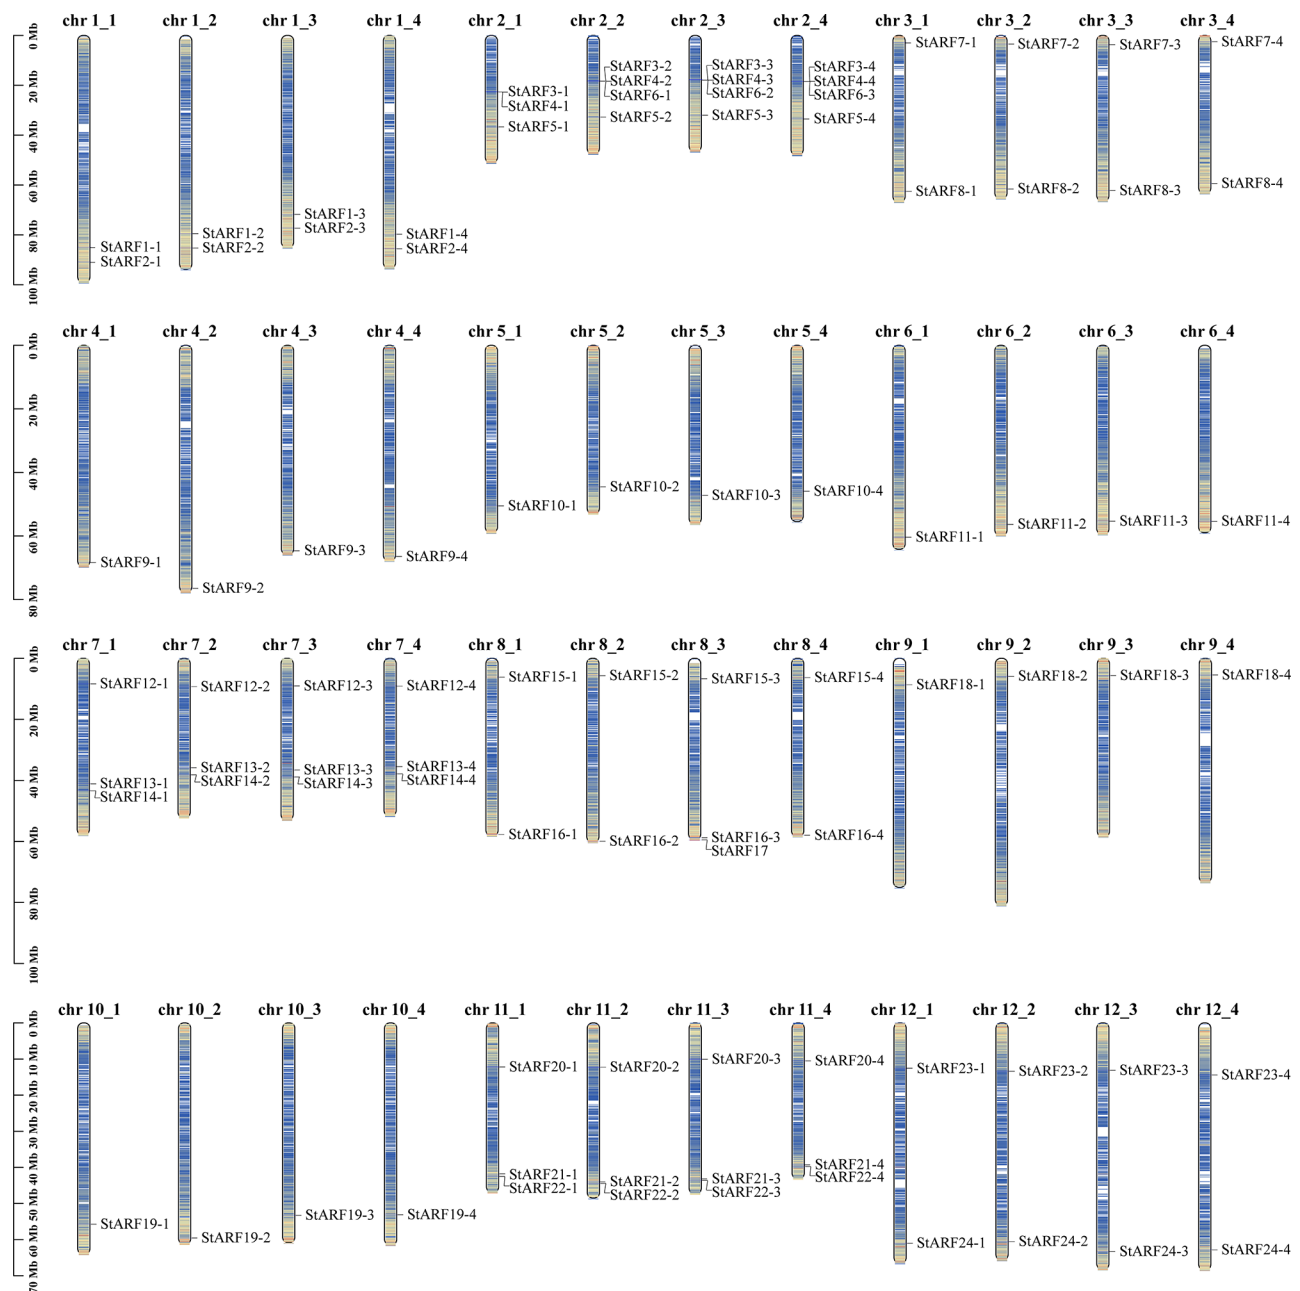 chr 1_1 chr 1_2 chr 1_3 chr 1_4 chr 2_1 chr 2_2 chr 2_3 chr 2_4 chr 3_1 chr 3_2 chr 3_3 chr 3_4
0 Mb
20 Mb
40 Mb
60 Mb
80 Mb
100 Mb
StARF1-1
StARF2-1
StARF1-2
StARF2-2
StARF1-3
StARF2-3
StARF1-4
StARF2-4
StARF3-1
StARF4-1
StARF5-1
StARF3-2
StARF4-2
StARF6-1
StARF5-2
StARF3-3
StARF4-3
StARF6-2
StARF5-3
StARF3-4
StARF4-4
StARF6-3
StARF5-4
StARF7-1
StARF8-1
StARF7-2
StARF8-2
StARF7-3
StARF8-3
StARF7-4
StARF8-4
chr 4_1 chr 4_2 chr 4_3 chr 4_4 chr 5_1 chr 5_2 chr 5_3 chr 5_4 chr 6_1 chr 6_2 chr 6_3 chr 6_4
0 Mb
20 Mb
40 Mb
60 Mb
80 Mb
StARF9-1
StARF9-2
StARF9-3
StARF9-4
StARF10-1
StARF10-2
StARF10-3
StARF10-4
StARF11-1
StARF11-2
StARF11-3
StARF11-4
chr 7_1 chr 7_2 chr 7_3 chr 7_4 chr 8_1 chr 8_2 chr 8_3 chr 8_4 chr 9_1 chr 9_2 chr 9_3 chr 9_4
0 Mb
20 Mb
40 Mb
60 Mb
80 Mb
100 Mb
StARF12-1
StARF13-1
StARF14-1
StARF12-2
StARF13-2
StARF14-2
StARF12-3
StARF13-3
StARF14-3
StARF12-4
StARF13-4
StARF14-4
StARF15-1
StARF16-1
StARF15-2
StARF16-2
StARF15-3
StARF16-3
StARF17
StARF15-4
StARF16-4
StARF18-1
StARF18-2
StARF18-3
StARF18-4
chr 10_1 chr 10_2 chr 10_3 chr 10_4 chr 11_1 chr 11_2 chr 11_3 chr 11_4 chr 12_1 chr 12_2 chr 12_3 chr 12_4
0 Mb
10 Mb
20 Mb
30 Mb
40 Mb
50 Mb
60 Mb
70 Mb
StARF19-1
StARF19-2
StARF19-3
StARF19-4
StARF20-1
StARF21-1
StARF22-1
StARF20-2
StARF21-2
StARF22-2
StARF20-3
StARF21-3
StARF22-3
StARF20-4
StARF21-4
StARF22-4
StARF23-1
StARF24-1
StARF23-2
StARF24-2
StARF23-3
StARF24-3
StARF23-4
StARF24-4